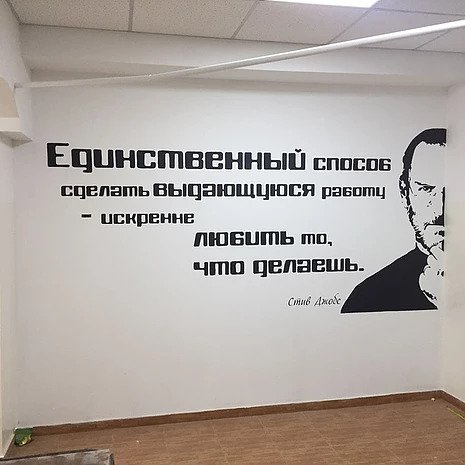 Единственный способ
сделать выдающуюся работу
- искренне
любить то,
что делаешь.
Стив Джобс